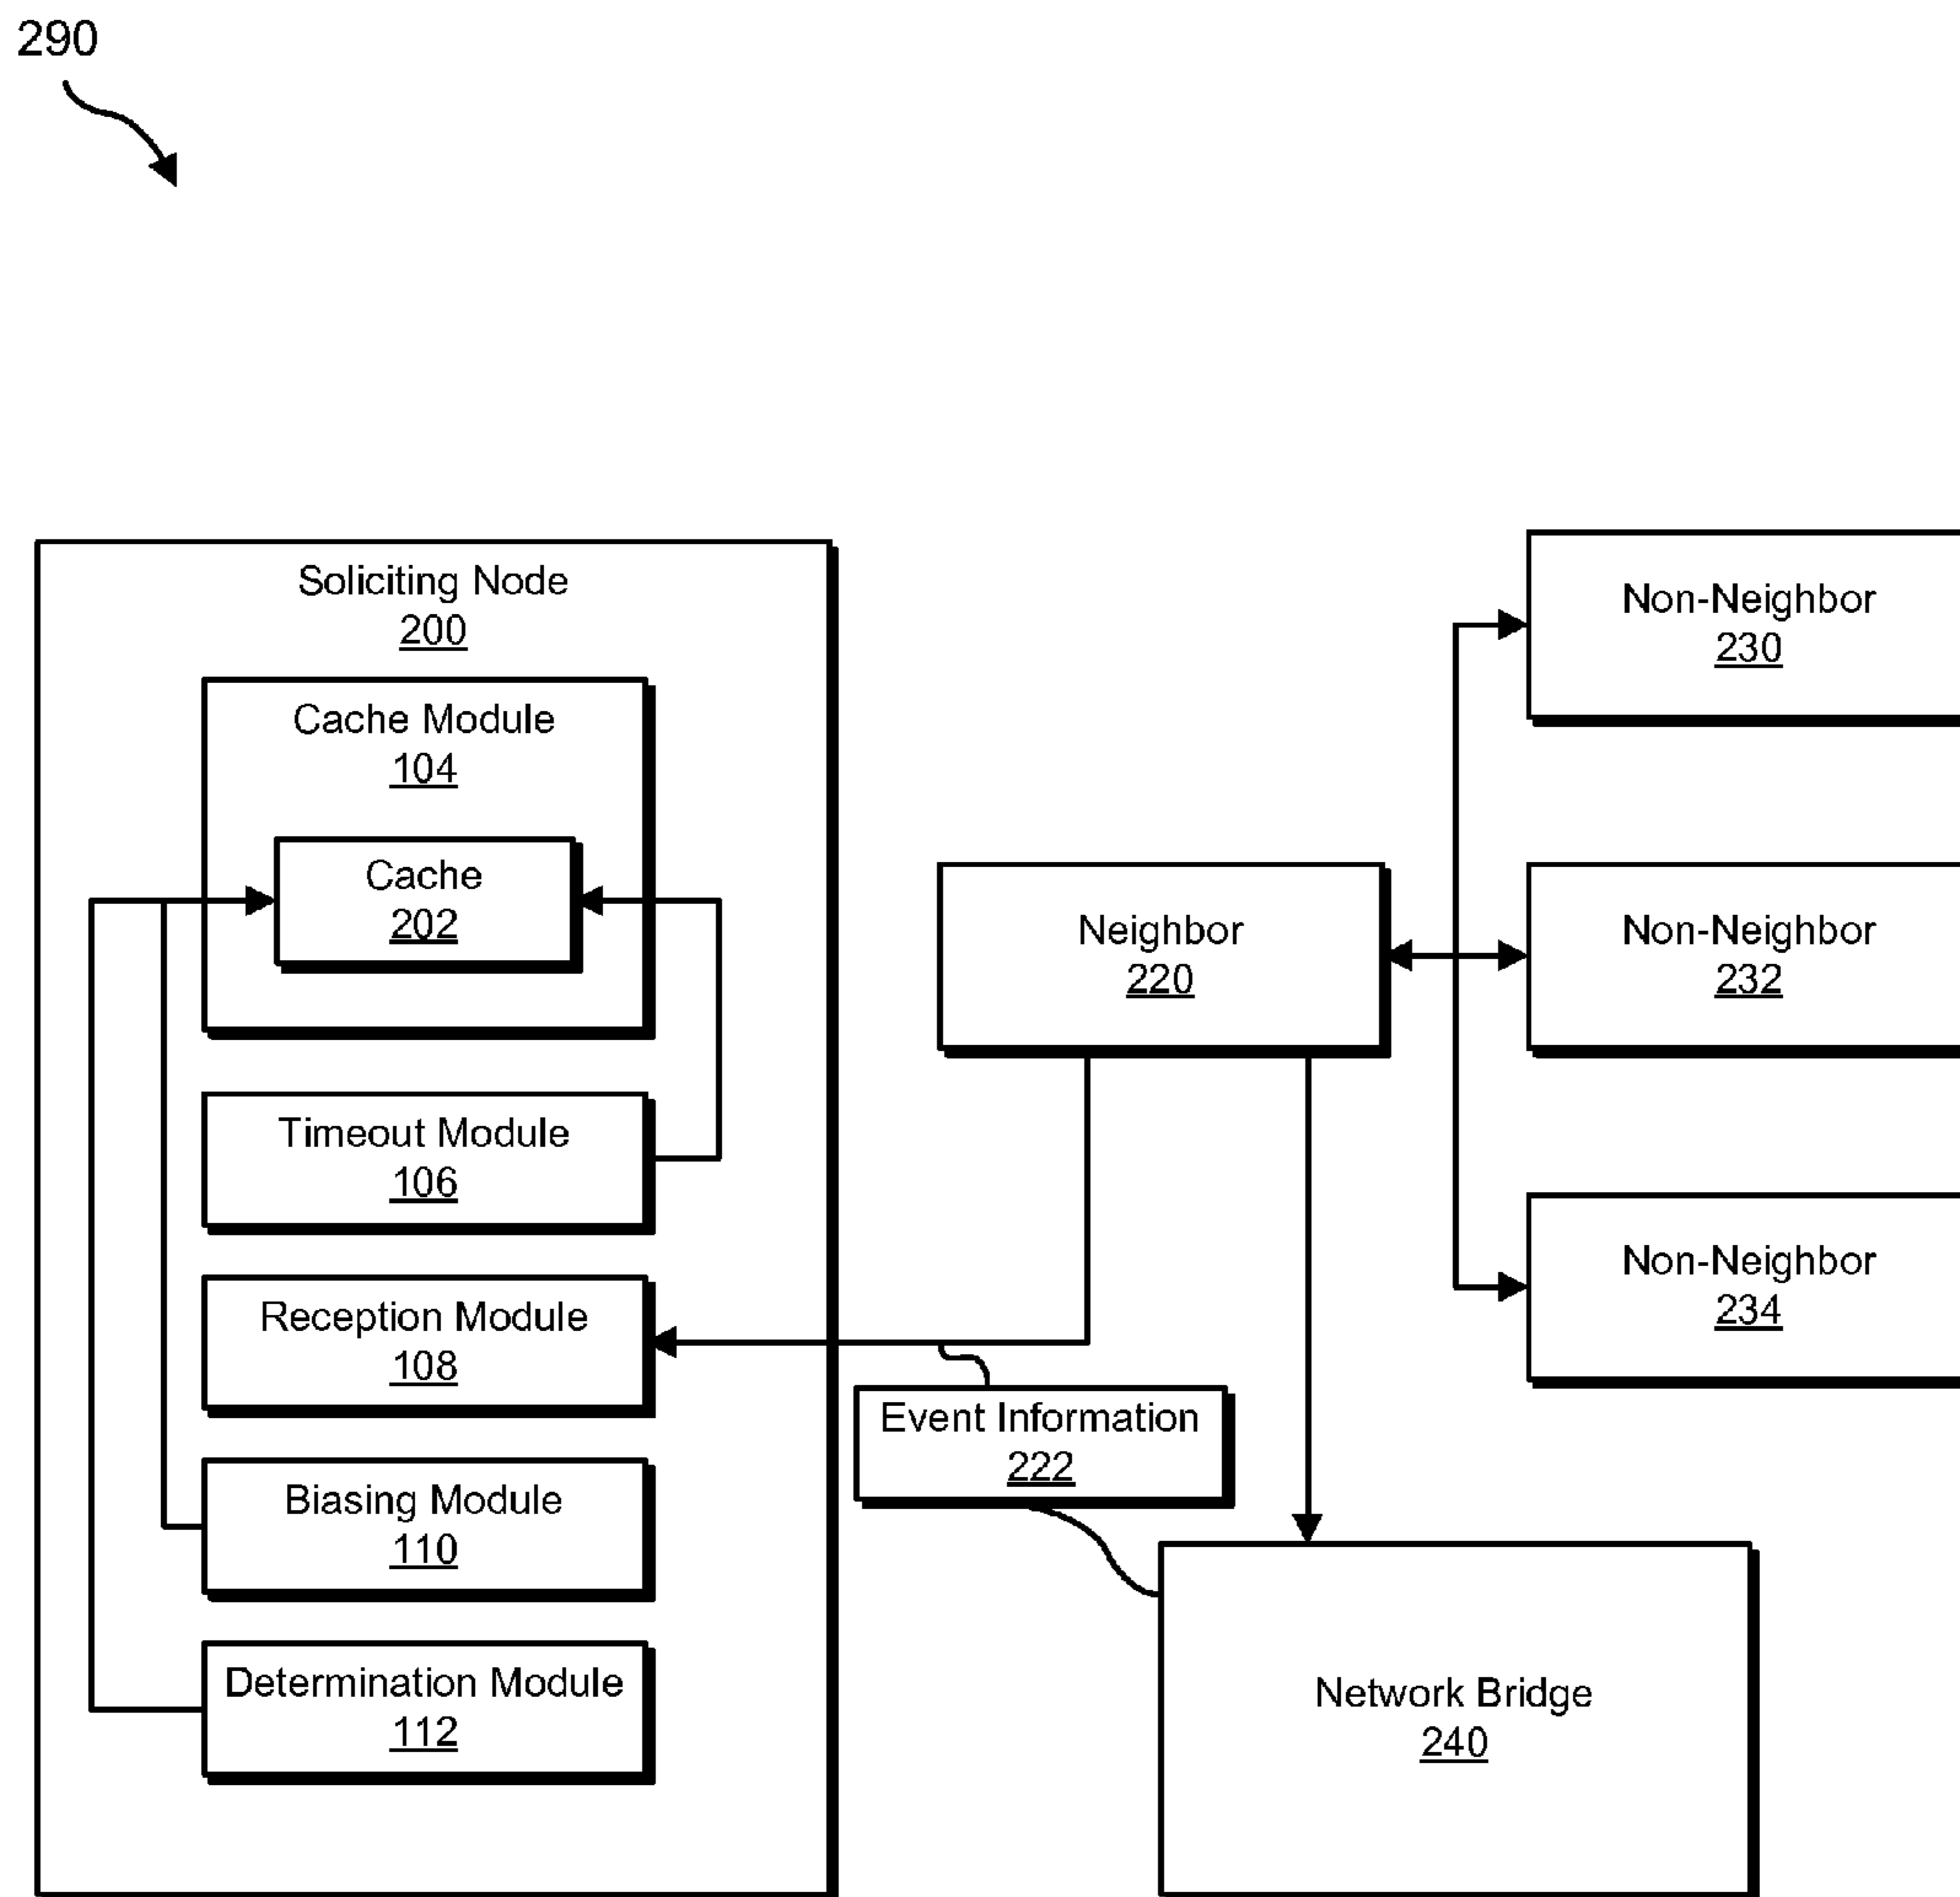 290
Soliciting Node
200
Cache Module
104
Cache
202
Timeout Module
106
Reception Module
108
Biasing Module
110
Determination Module
112
Neighbor
220
Event Information
222
Non-Neighbor
230
Non-Neighbor
232
Non-Neighbor
234
Network Bridge
240